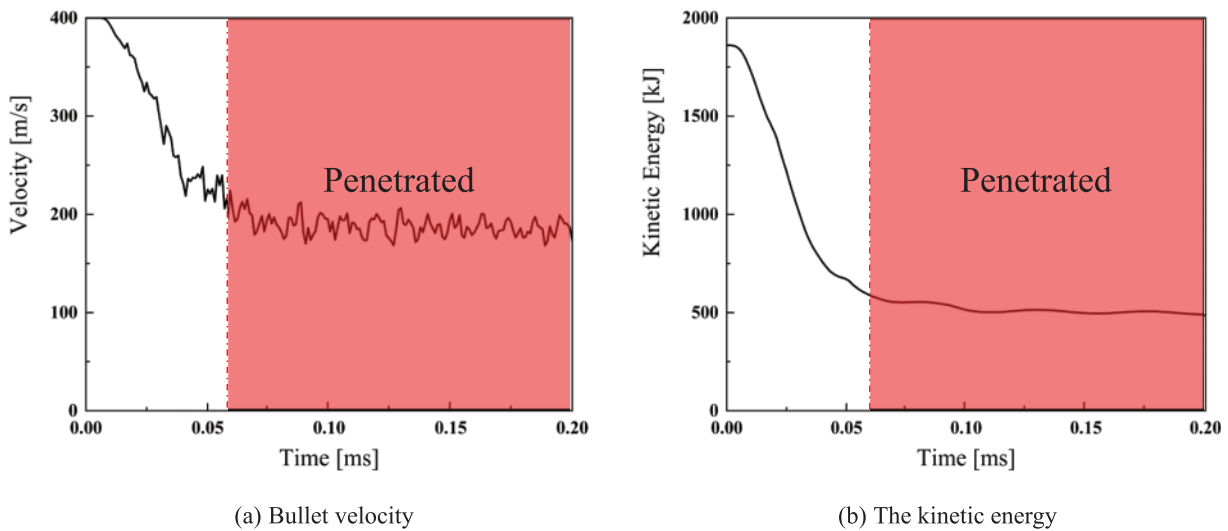 400
300
200
100
0
Velocity [m/s]
Penetrated
0.00 0.05 0.10 0.15 0.20
Time [ms]
(a) Bullet velocity
2000
1500
1000
500
0
Kinetic Energy [kJ]
Penetrated
0.00 0.05 0.10 0.15 0.20
Time [ms]
(b) The kinetic energy